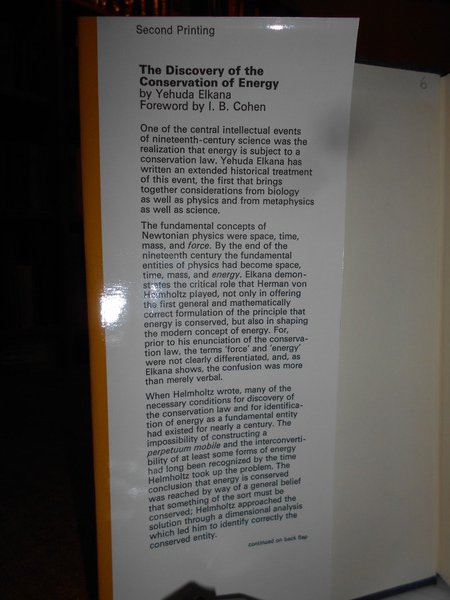 Second Printing
The Discovery of the
Conservation of Energy
by Yehuda Elkana
Foreword by I. B. Cohen
One of the central intellectual events
of nineteenth-century science was the
realization that energy is subject to a
conservation law. Yehuda Elkana has
written an extended historical treatment
of this event, the first that brings
together considerations from biology
as well as physics and from metaphysics
as well as science.
The fundamental concepts of
Newtonian physics were space, time,
mass, and force. By the end of the
nineteenth century the fundamental
entities of physics had become space,
time, mass, and energy. Elkana demon-
strates the critical role that Herman von
Helmholtz played, not only in offering
the first general and mathematically
correct formulation of the principle that
energy is conserved, but also in shaping
the modern concept of energy. For,
prior to his enunciation of the conserva-
tion law, the terms 'force' and 'energy'
were not clearly differentiated, and, as
Elkana shows, the confusion was more
than merely verbal.
When Helmholtz wrote, many of the
necessary conditions for discovery of
the conservation law and for identifica-
tion of energy as a fundamental entity
had existed for nearly a century. The
impossibility of constructing a
perpetuum mobile and the interconverti-
bility of at least some forms of energy
had long been recognized by the time
Helmholtz took up the problem. The
conclusion that energy is conserved
was reached by way of a general belief
that something of the sort must be
conserved; Helmholtz approached the
solution through a dimensional analysis
which led him to identify correctly the
conserved entity.
continued on back flap
6